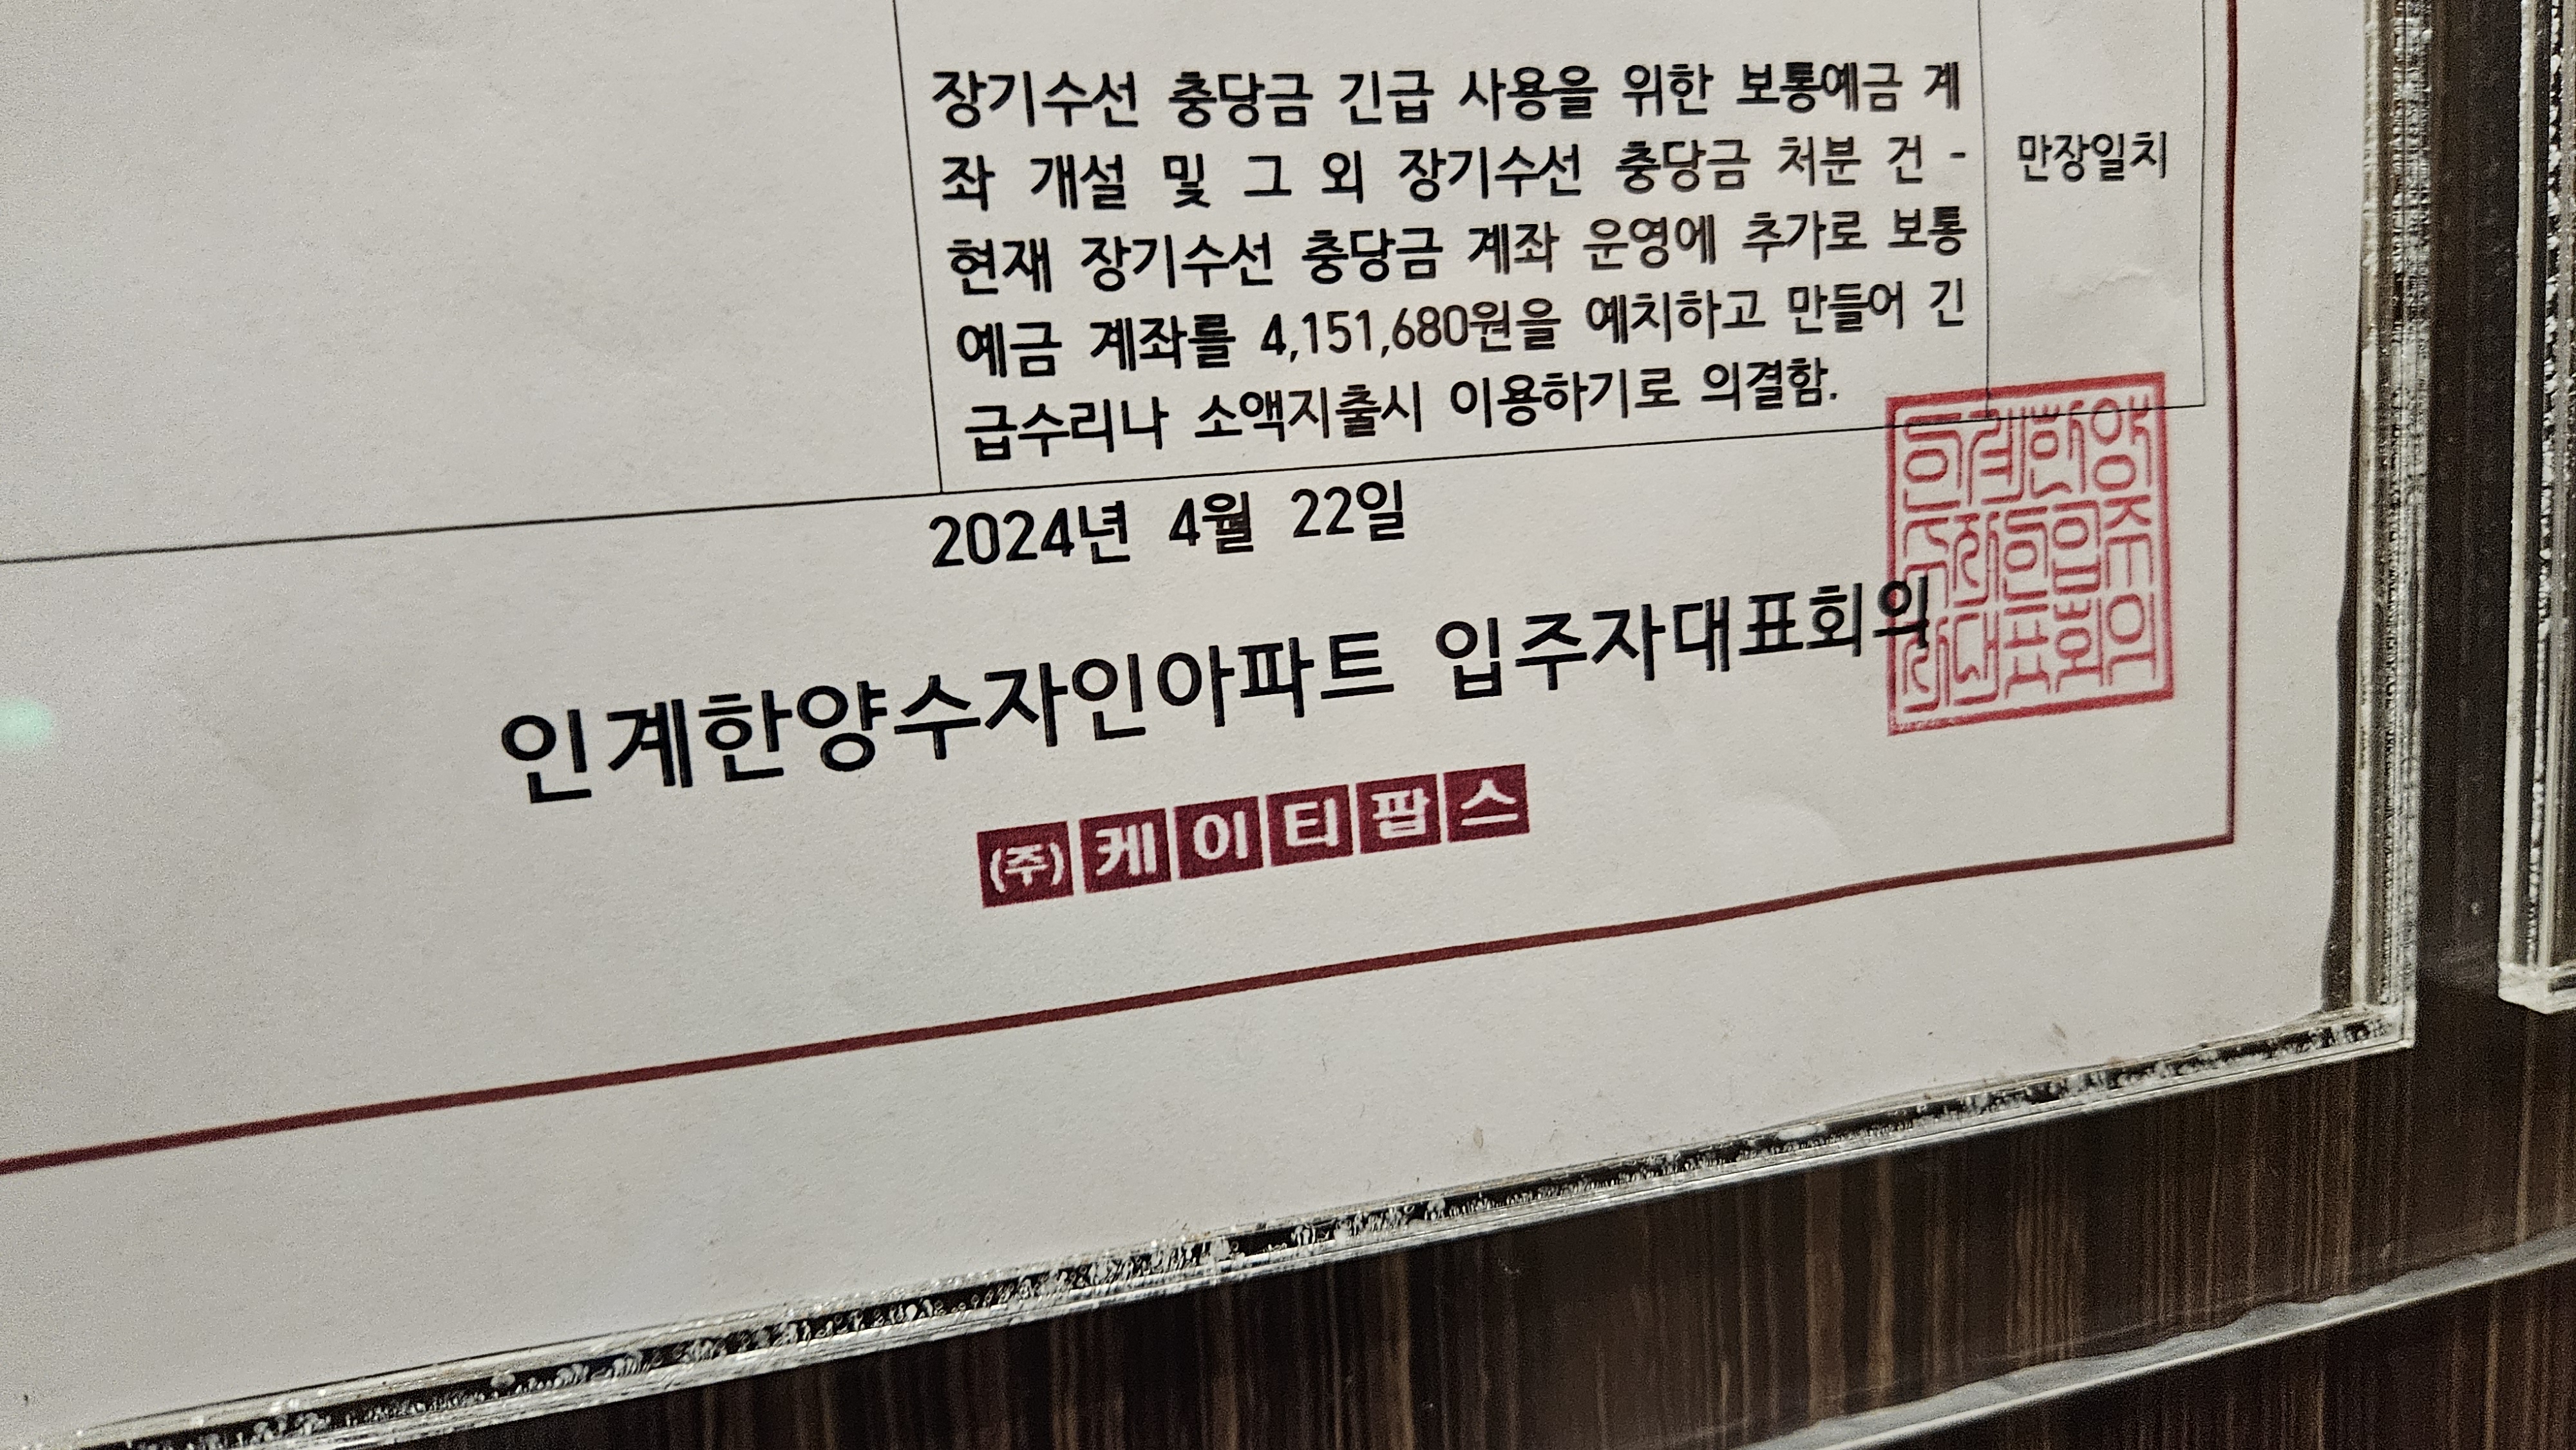 장기수선 충당금 긴급 사용을 위한 보통예금 계
좌 개설 및 그 외 장기수선 충당금 처분 건 -
현재 장기수선 충당금 계좌 운영에 추가로 보통
예금 계좌를 4,151,680원을 예치하고 만들어 긴
급수리나 소액지출시 이용하기로 의결함.
만장일치
2024년 4월 22일
인계한양수자인아파트 입주자대표회의
(주)케이티팝스